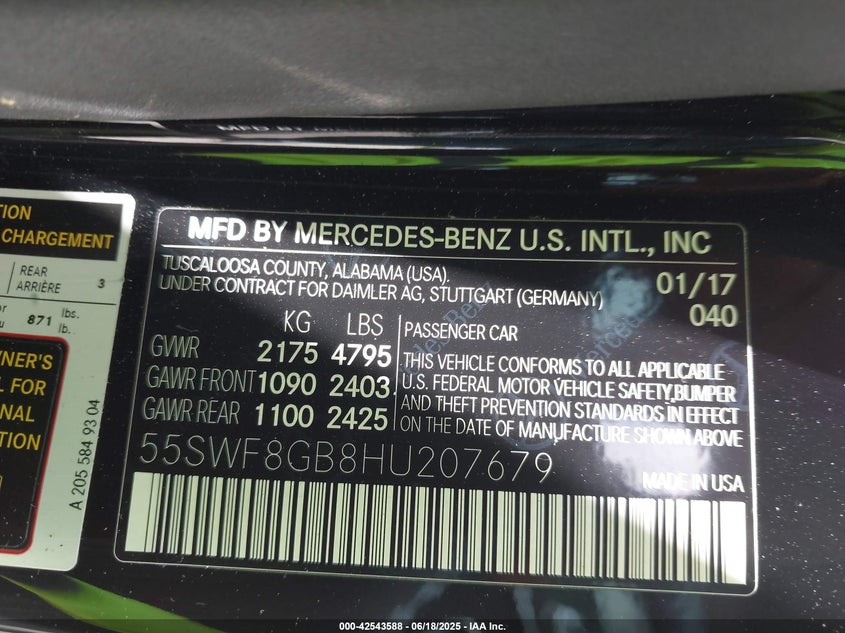 MFD BY MERCEDES-BENZ U.S. INTL., INC
TUSCALOOSA COUNTY, ALABAMA (USA).
UNDER CONTRACT FOR DAIMLER AG, STUTTGART (GERMANY)
01/17
040
KG LBS
GVWR 2175 4795
GAWR FRONT 1090 2403
GAWR REAR 1100 2425
PASSENGER CAR
THIS VEHICLE CONFORMS TO ALL APPLICABLE
U.S. FEDERAL MOTOR VEHICLE SAFETY, BUMPER
AND THEFT PREVENTION STANDARDS IN EFFECT
ON THE DATE OF MANUFACTURE SHOWN ABOVE
55SWF8GB8HU207679
MADE IN USA
CHARGEMENT
REAR
ARRIÈRE 3
871 lbs.
lb.
FOR
A 205 584 93 04
000-42543588 - 06/18/2025 - IAA Inc.